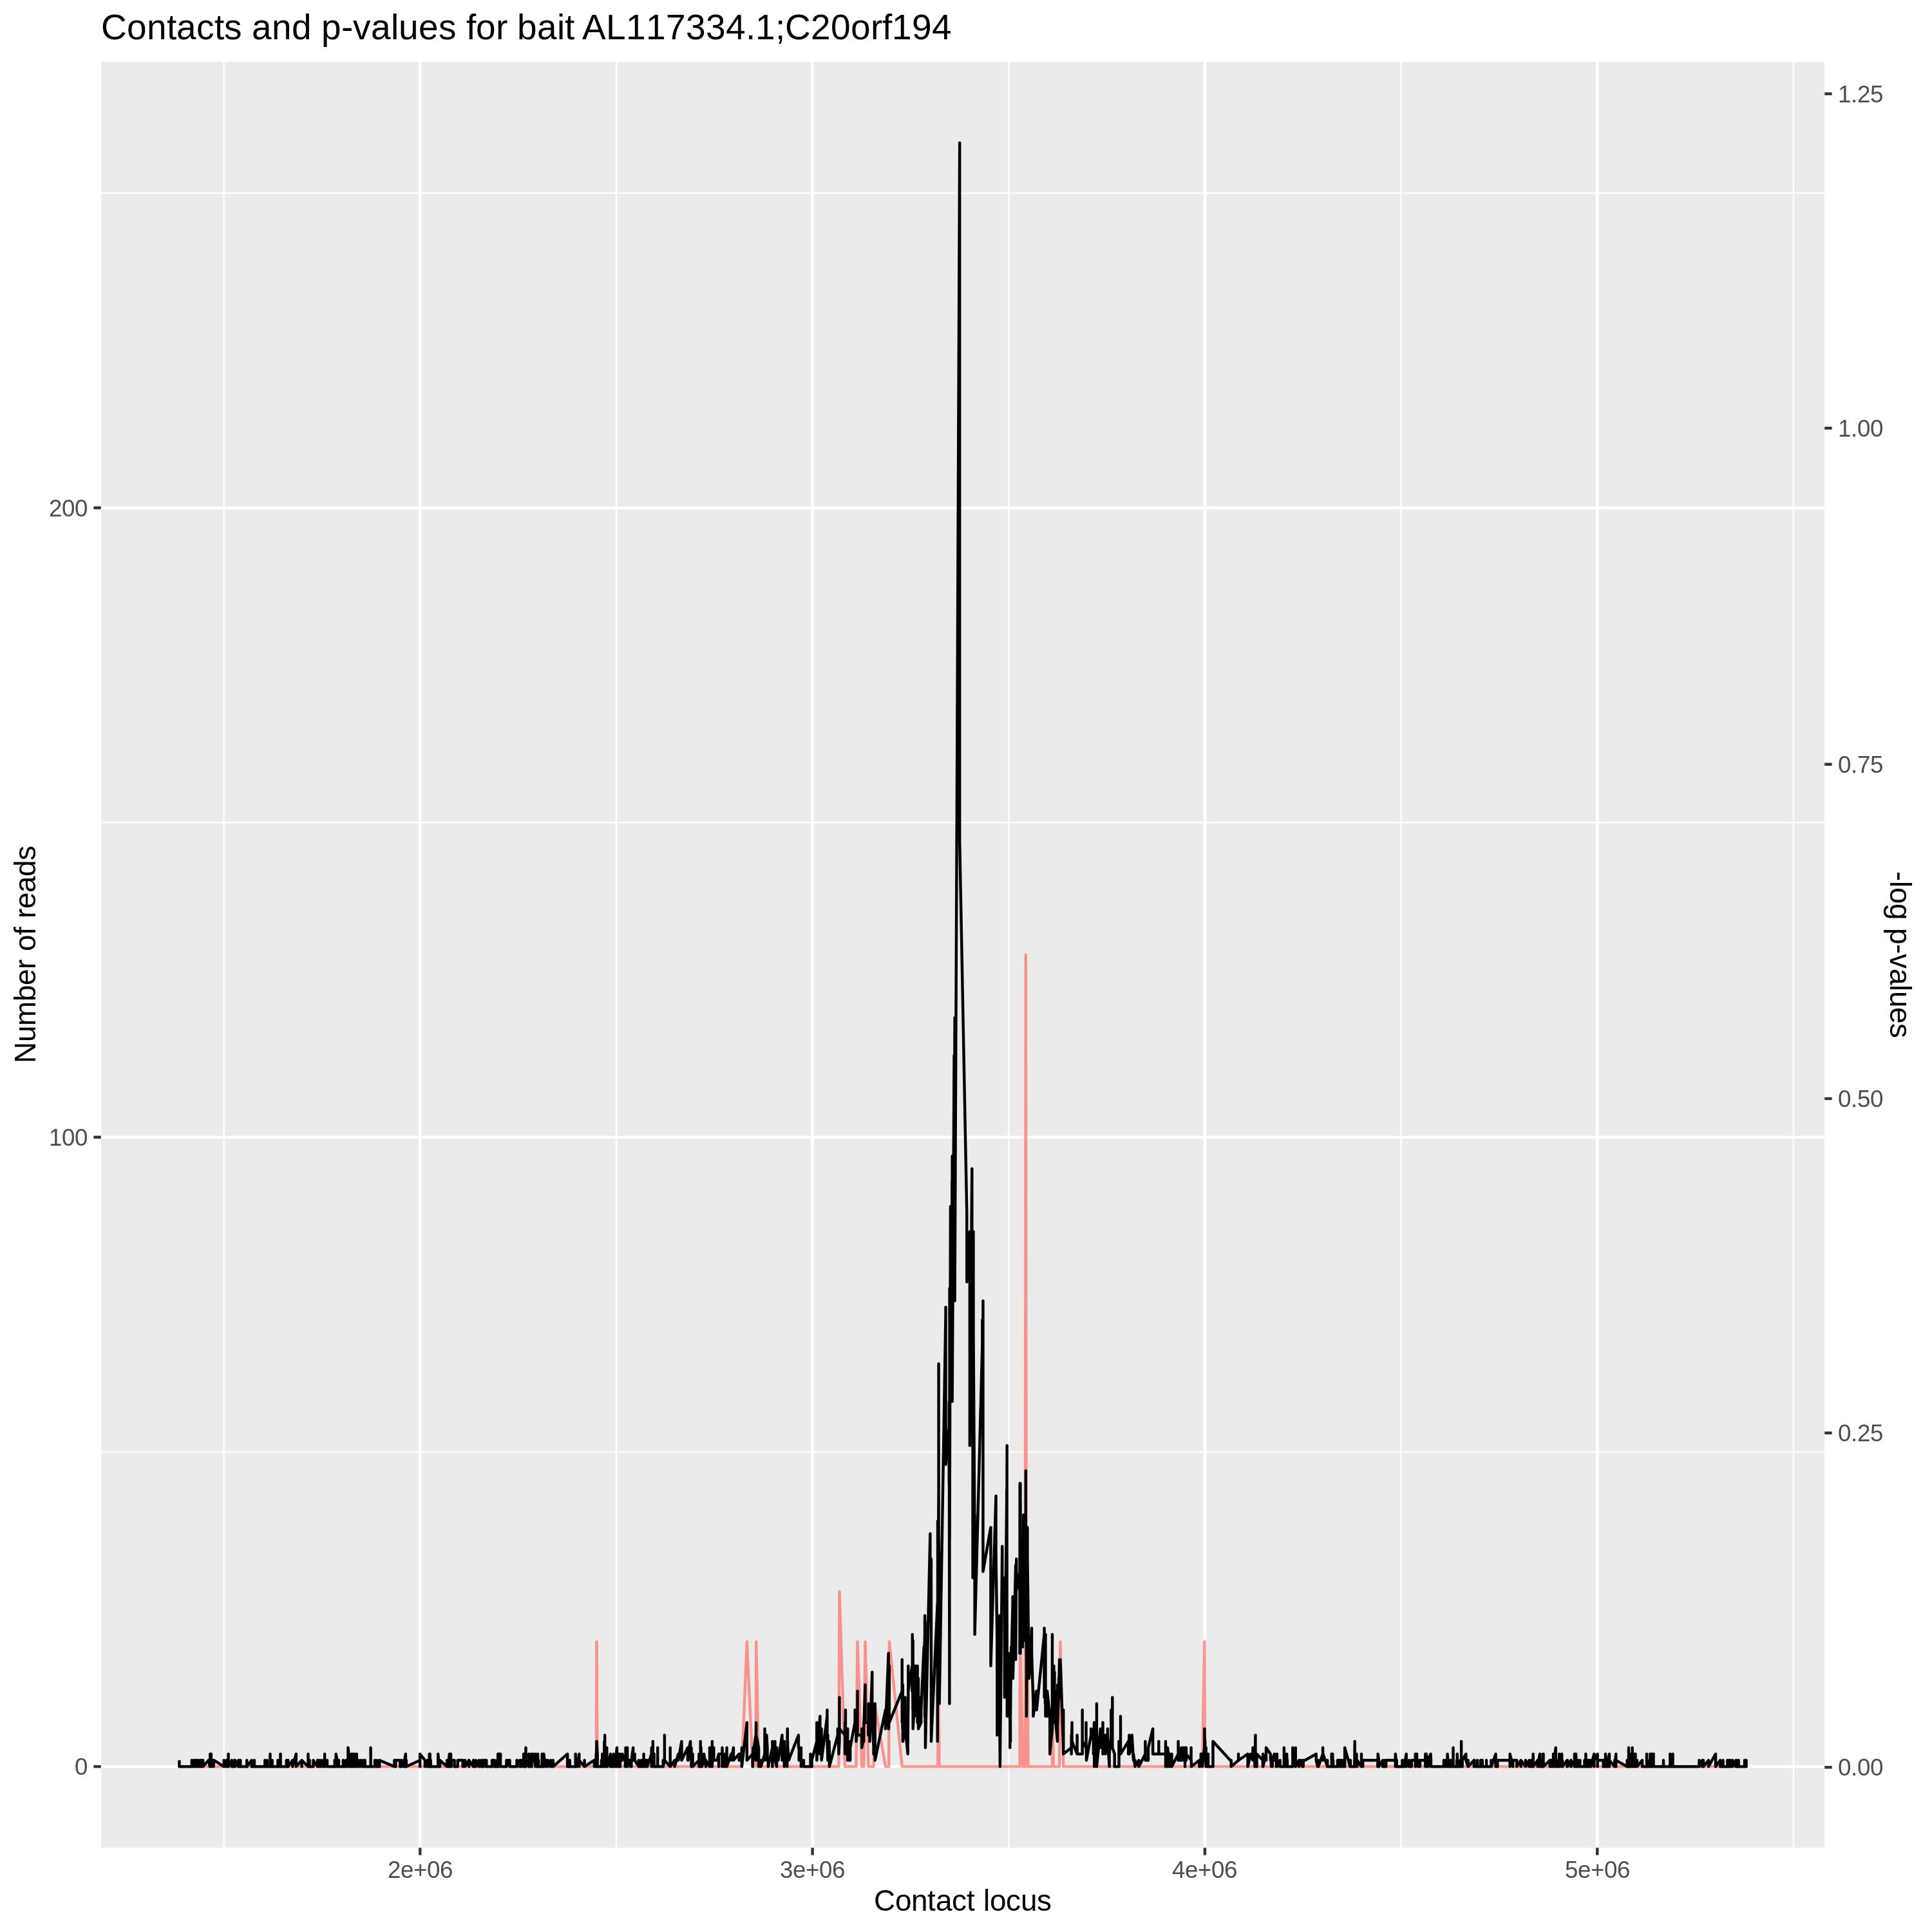 Contacts and p-values for bait AL117334.1;C20orf194
Number of reads
200
100
0
1.25
1.00
0.75
0.50
0.25
0.00
-log p-values
2e+06
3e+06
4e+06
5e+06
Contact locus